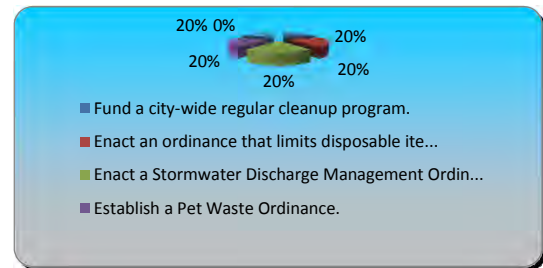 20% 0%
20%
20%
20%
20%
Fund a city-wide regular cleanup program.
Enact an ordinance that limits disposable ite...
Enact a Stormwater Discharge Management Ordin...
Establish a Pet Waste Ordinance.